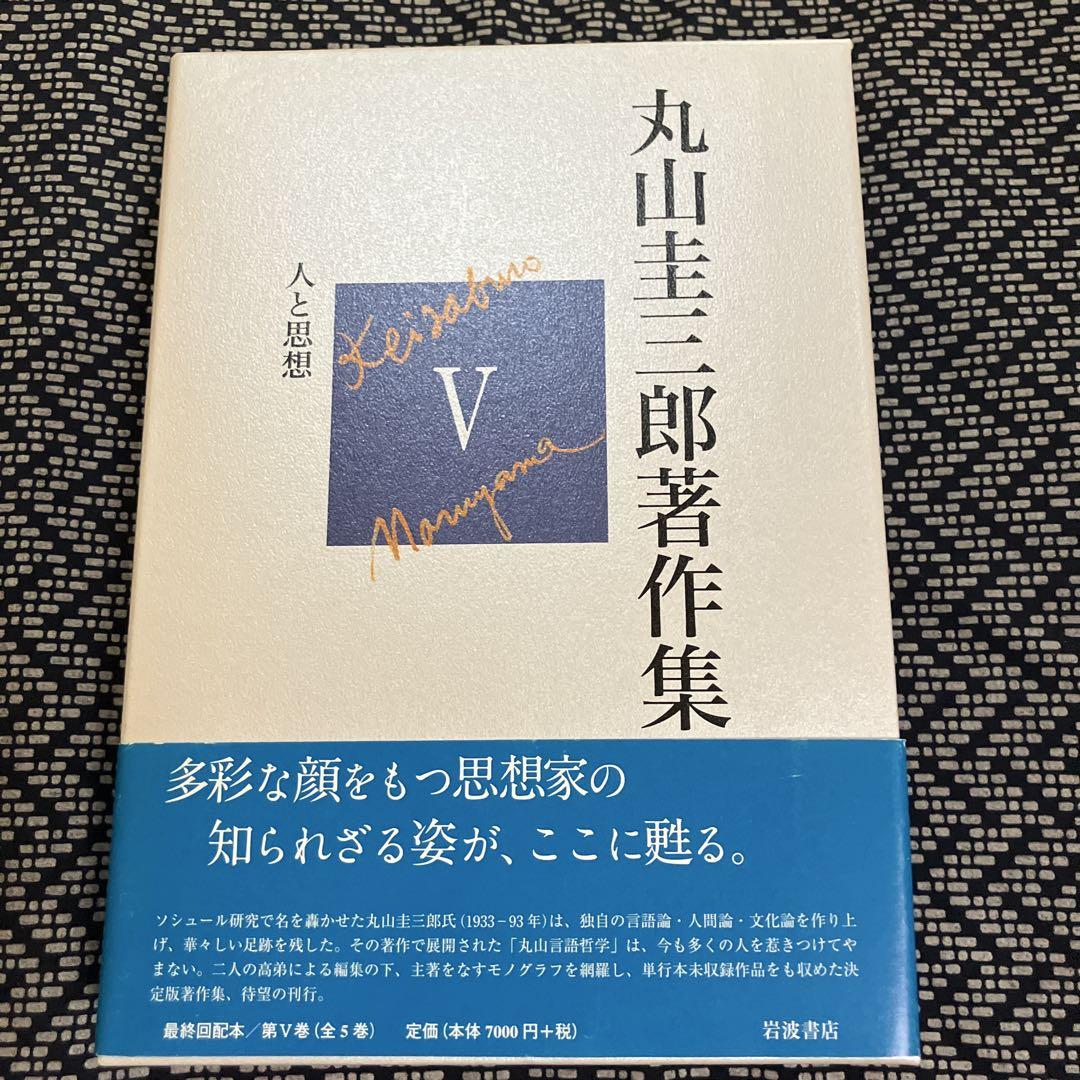 丸山圭三郎著作集
Keisaburo
V
Maruyama
人と思想
多彩な顔をもつ思想家の
知られざる姿が、ここに甦る。
ソシュール研究で名を轟かせた丸山圭三郎氏(1933-93年)は、独自の言語論・人間論・文化論を作り上
げ、華々しい足跡を残した。その著作で展開された「丸山言語哲学」は、今も多くの人を惹きつけてや
まない。二人の高弟による編集の下、主著をなすモノグラフを網羅し、単行本未収録作品をも収めた決
定版著作集、待望の刊行。
最終回配本/第V巻(全5巻) 定価(本体7000円+税) 岩波書店